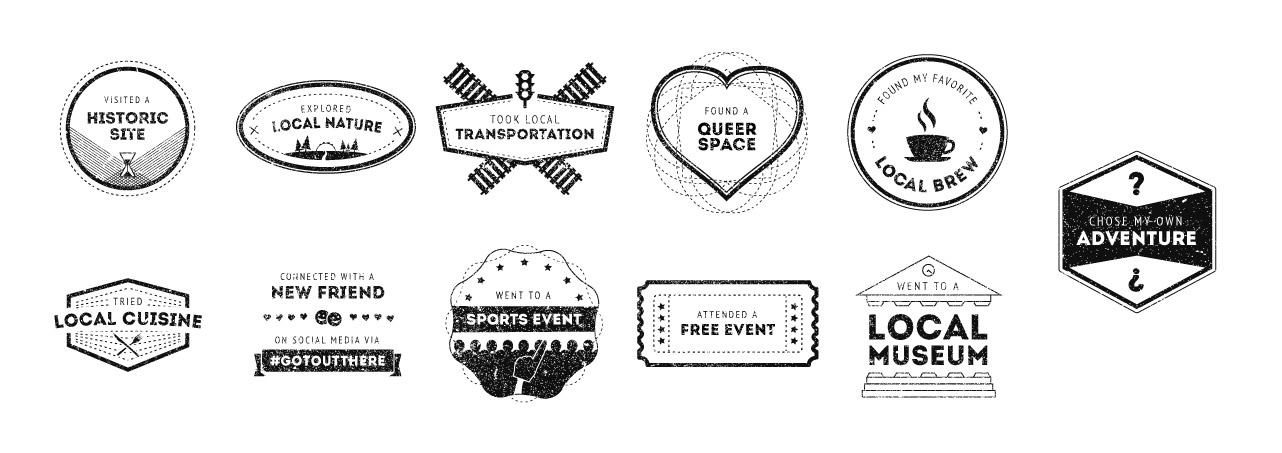 VISITED A
HISTORIC
SITE
EXPLORED
LOCAL NATURE
TOOK LOCAL
TRANSPORTATION
FOUND A
QUEER
SPACE
FOUND MY FAVORITE
LOCAL BREW
?
CHOSE MY OWN
ADVENTURE
¿
TRIED
LOCAL CUISINE
CONNECTED WITH A
NEW FRIEND
ON SOCIAL MEDIA VIA
#GOTOUTTHERE
WENT TO A
SPORTS EVENT
ATTENDED A
FREE EVENT
WENT TO A
LOCAL
MUSEUM